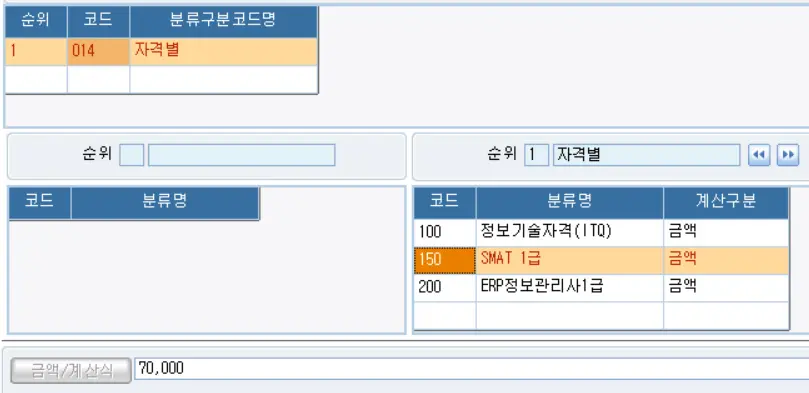 순위 코드 분류구분코드명
1 014 자격별
순위 순위 1 자격별
코드 분류명 코드 분류명 계산구분
100 정보기술자격(ITQ) 금액
150 SMAT 1급 금액
200 ERP정보관리사1급 금액
금액/계산식 70,000